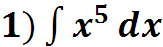 1) ∫ x⁵ dx